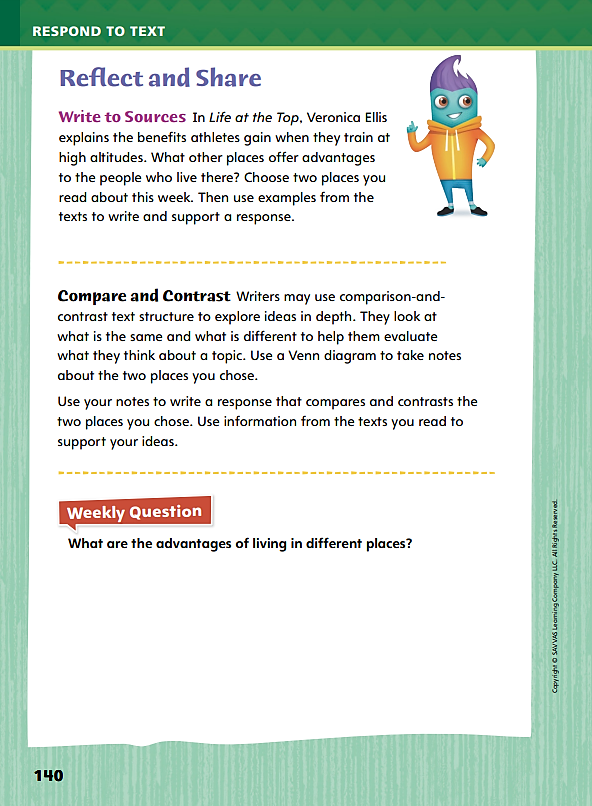 RESPOND TO TEXT
Reflect and Share
Write to Sources In Life at the Top, Veronica Ellis
explains the benefits athletes gain when they train at
high altitudes. What other places offer advantages
to the people who live there? Choose two places you
read about this week. Then use examples from the
texts to write and support a response.
Compare and Contrast Writers may use comparison-and-
contrast text structure to explore ideas in depth. They look at
what is the same and what is different to help them evaluate
what they think about a topic. Use a Venn diagram to take notes
about the two places you chose.
Use your notes to write a response that compares and contrasts the
two places you chose. Use information from the texts you read to
support your ideas.
Weekly Question
What are the advantages of living in different places?
Copyright © SAVVAS Learning Company LLC. All Rights Reserved.
140